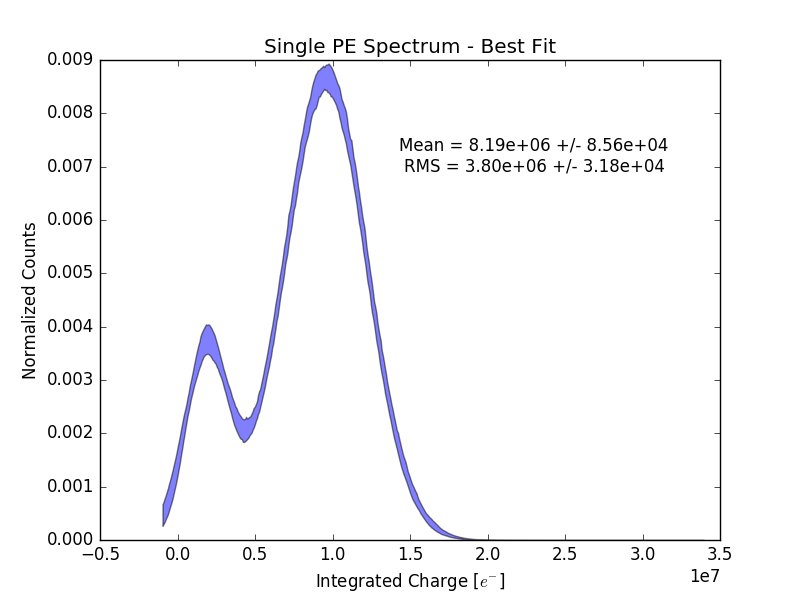 Single PE Spectrum - Best Fit
0.009
0.008
0.007
0.006
0.005
0.004
0.003
0.002
0.001
0.000
Normalized Counts
Mean = 8.19e+06 +/- 8.56e+04
RMS = 3.80e+06 +/- 3.18e+04
−0.5 0.0 0.5 1.0 1.5 2.0 2.5 3.0 3.5
1e7
Integrated Charge [e⁻]